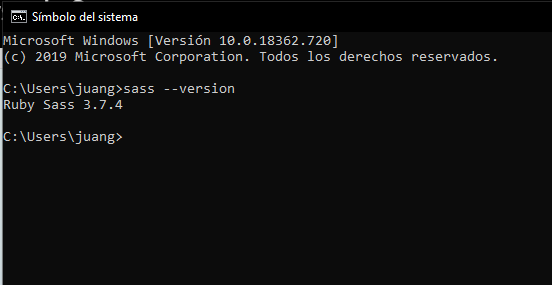 Símbolo del sistema
Microsoft Windows [Versión 10.0.18362.720]
(c) 2019 Microsoft Corporation. Todos los derechos reservados.
C:\Users\juang>sass --version
Ruby Sass 3.7.4
C:\Users\juang>